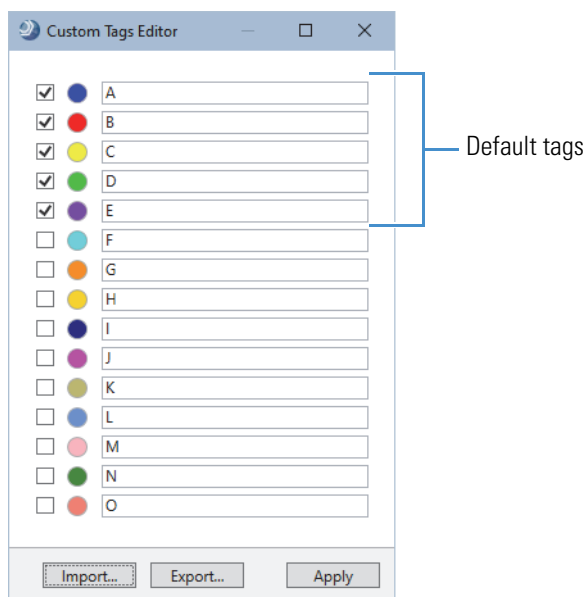 Custom Tags Editor
A
B
C
D
E
F
G
H
I
J
K
L
M
N
O
Default tags
Import... Export... Apply